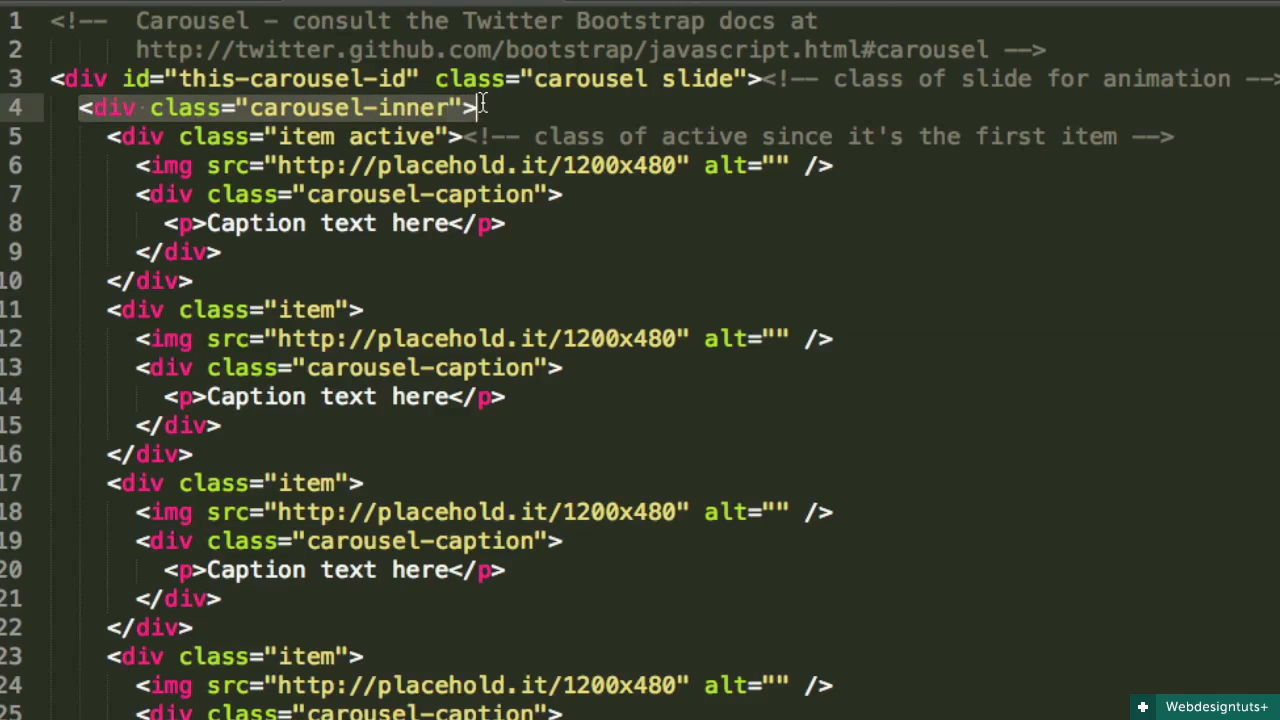 1 <!--  Carousel - consult the Twitter Bootstrap docs at
2 http://twitter.github.com/bootstrap/javascript.html#carousel -->
3 <div id="this-carousel-id" class="carousel slide"><!-- class of slide for animation --
4 <div class="carousel-inner">
5 <div class="item active"><!-- class of active since it's the first item -->
6 <img src="http://placehold.it/1200x480" alt="" />
7 <div class="carousel-caption">
8 <p>Caption text here</p>
9 </div>
10 </div>
11 <div class="item">
12 <img src="http://placehold.it/1200x480" alt="" />
13 <div class="carousel-caption">
14 <p>Caption text here</p>
15 </div>
16 </div>
17 <div class="item">
18 <img src="http://placehold.it/1200x480" alt="" />
19 <div class="carousel-caption">
20 <p>Caption text here</p>
21 </div>
22 </div>
23 <div class="item">
24 <img src="http://placehold.it/1200x480" alt="" />
25 <div class="carousel-caption">
Webdesigntuts+